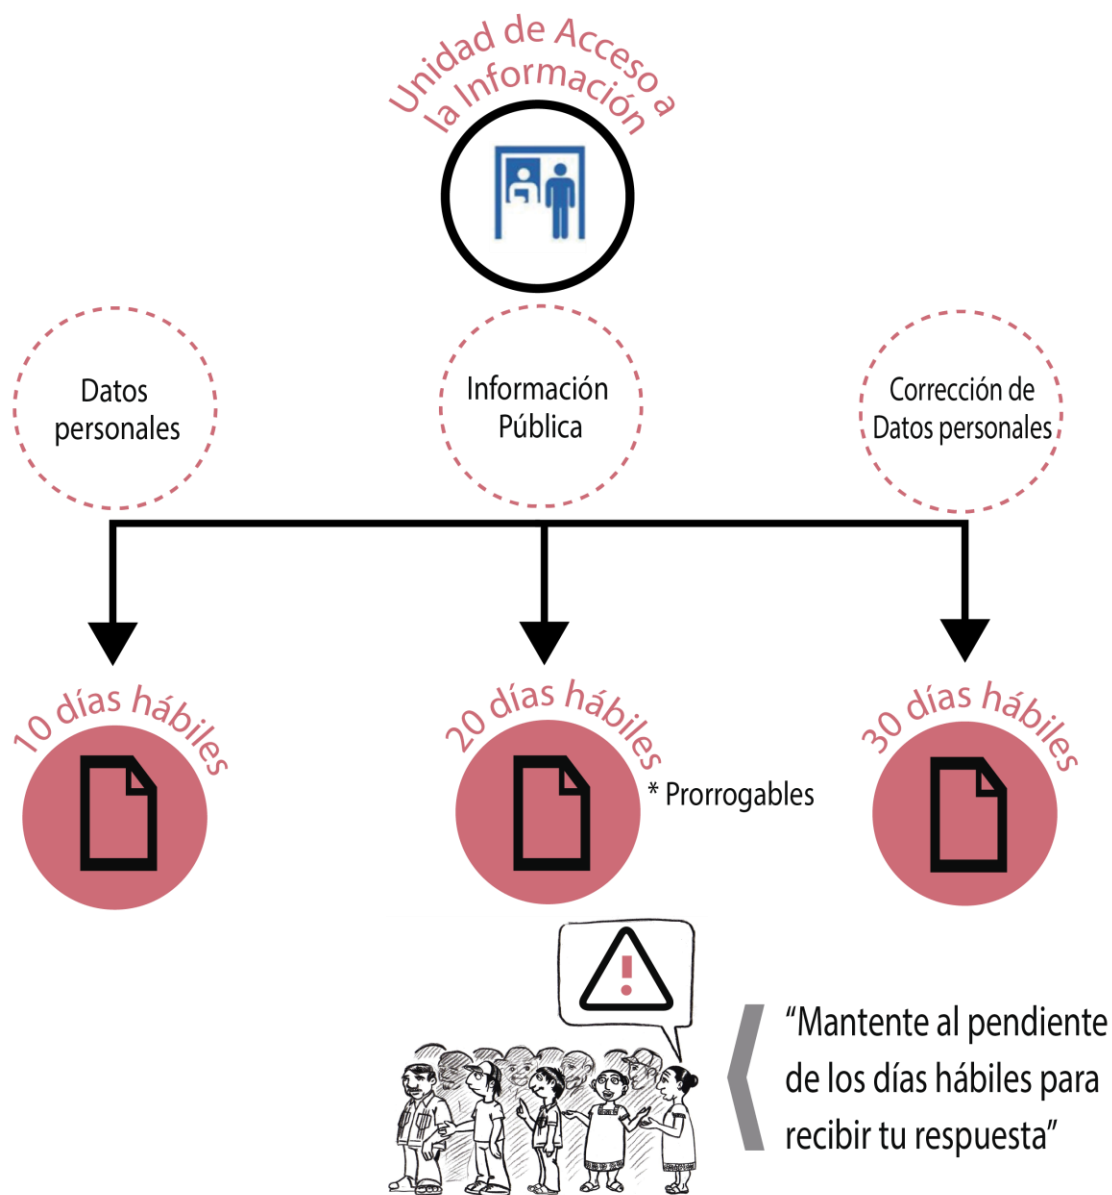 Unidad de Acceso a
la Información
Datos
personales
Información
Pública
Corrección de
Datos personales
10 días hábiles
20 días hábiles
* Prorrogables
30 días hábiles
“Mantente al pendiente
de los días hábiles para
recibir tu respuesta”